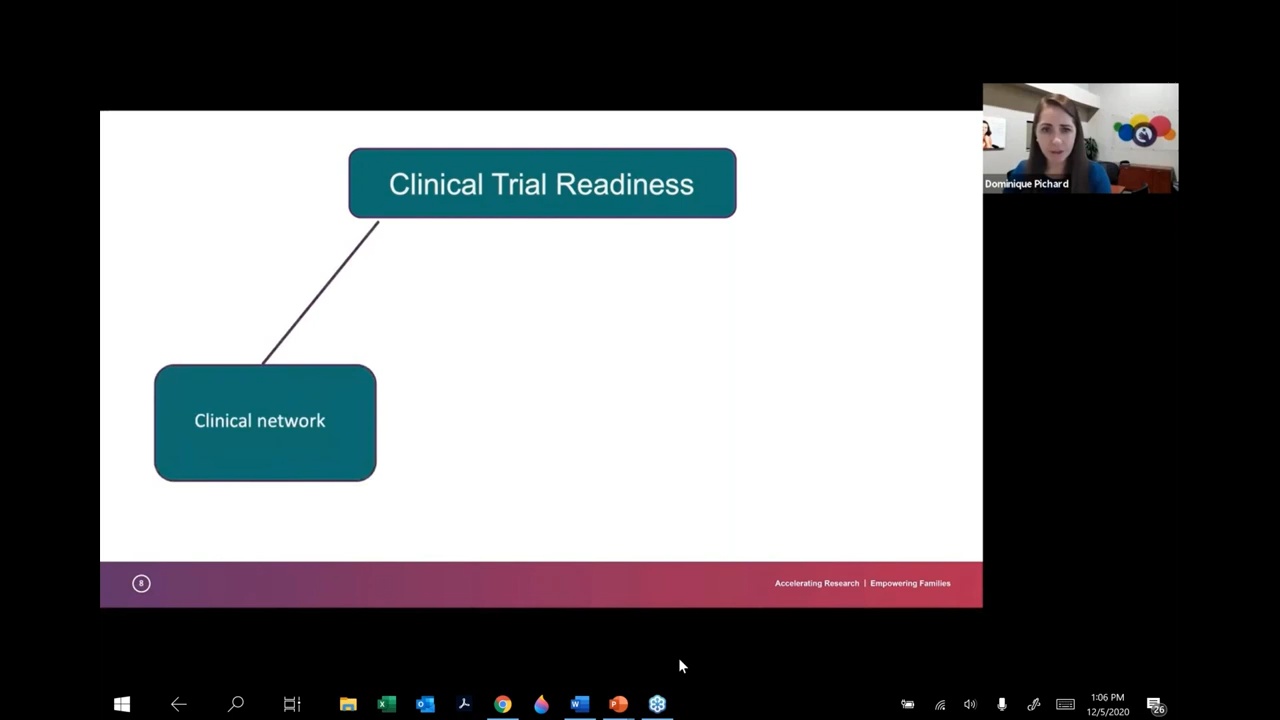 Clinical Trial Readiness
Dominique Pichard
Clinical network
8
Accelerating Research | Empowering Families
1:06 PM
12/5/2020
26